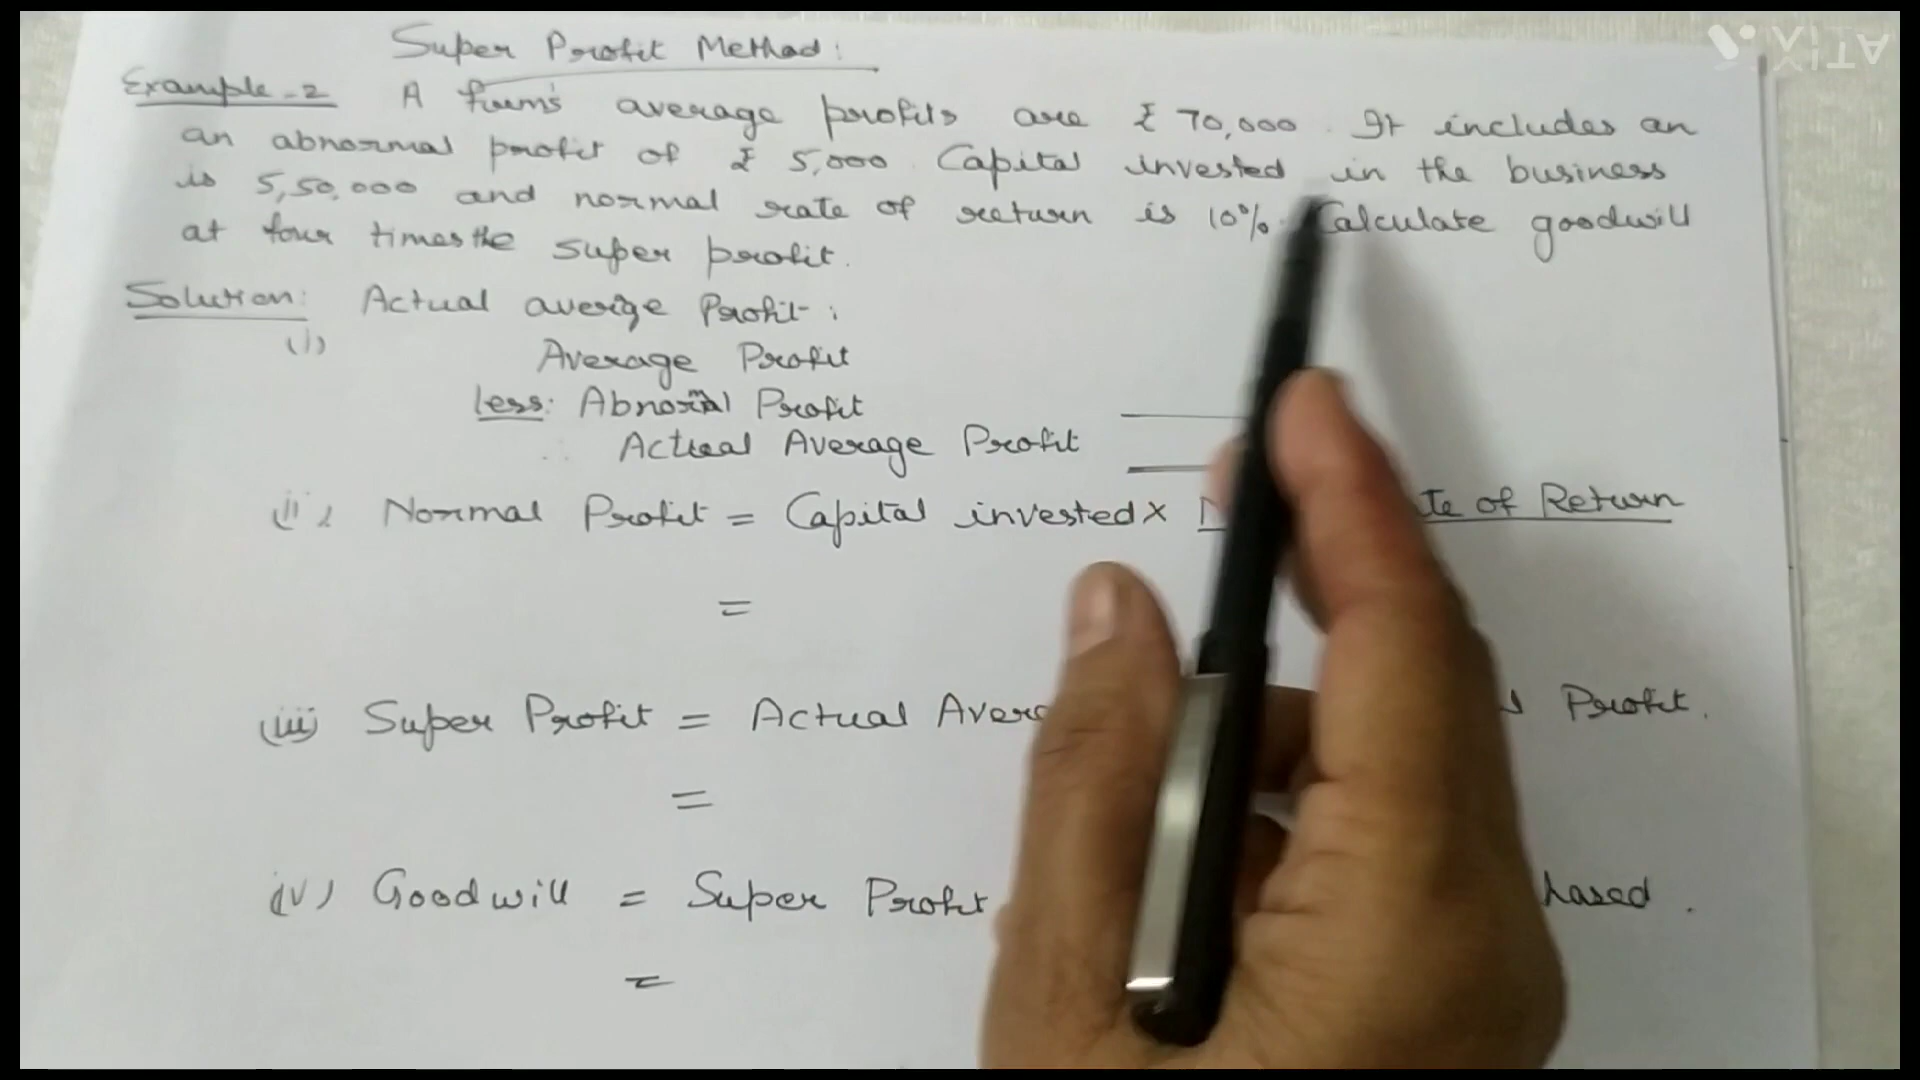 Super Profit Method:
Example-2 A firm's average profits are ₹ 70,000. It includes an
an abnormal profit of ₹ 5,000 Capital invested in the business
is 5,50,000 and normal rate of return is 10%. Calculate goodwill
at four times the super profit.
Solution: Actual average Profit:
(i)
Average Profit
less: Abnormal Profit
Actual Average Profit
(ii) Normal Profit = Capital invested x of Return
=
(iii) Super Profit = Actual Profit.
=
(iv) Goodwill = Super Profit
=